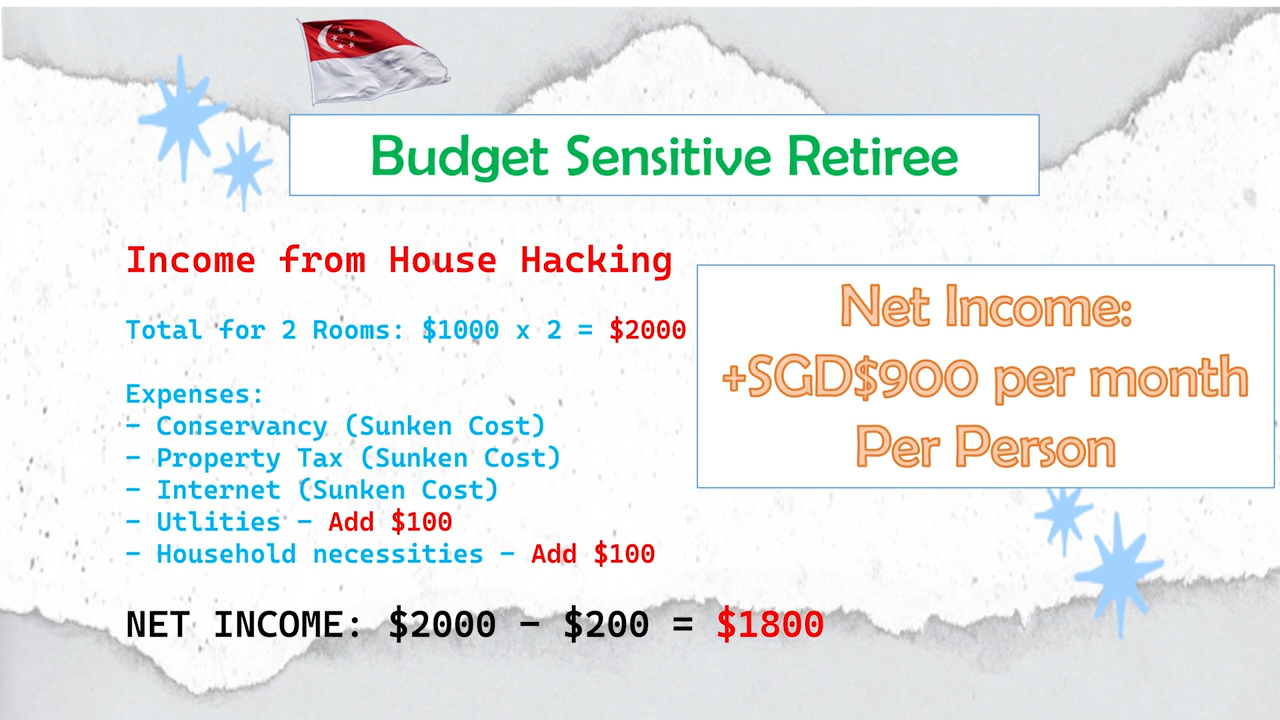 Budget Sensitive Retiree
Income from House Hacking
Total for 2 Rooms: $1000 x 2 = $2000
Expenses:
- Conservancy (Sunken Cost)
- Property Tax (Sunken Cost)
- Internet (Sunken Cost)
- Utlities - Add $100
- Household necessities - Add $100
NET INCOME: $2000 - $200 = $1800
Net Income:
+SGD$900 per month
Per Person